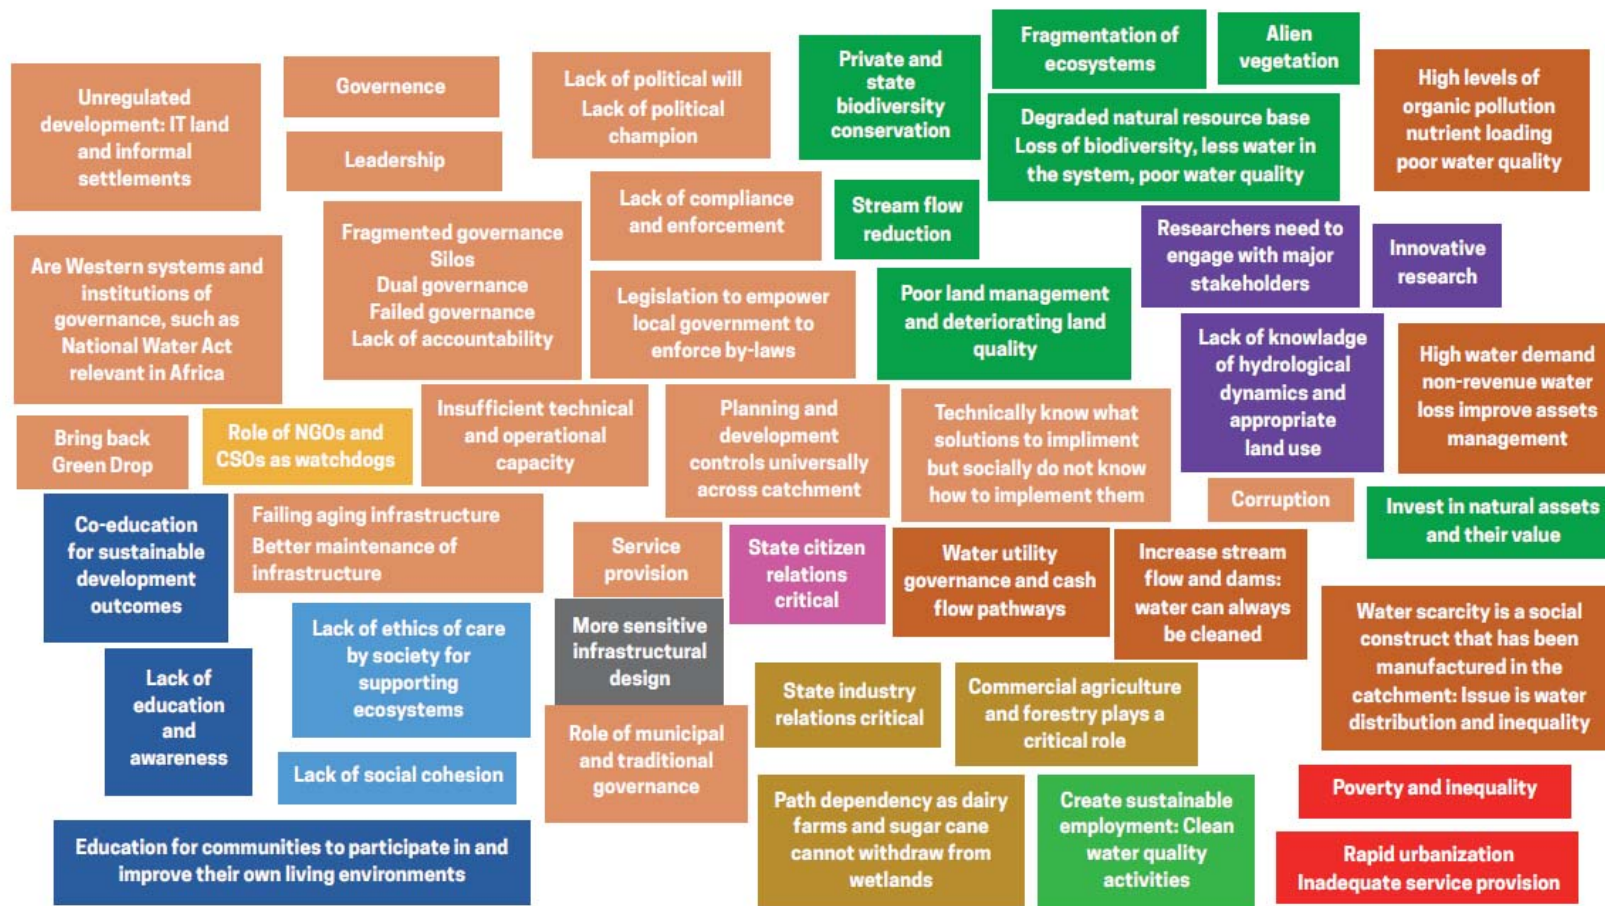 Unregulated
development: IT land
and informal
settlements
Governence
Leadership
Lack of political will
Lack of political
champion
Private and
state
biodiversity
conservation
Fragmentation of
ecosystems
Alien
vegetation
High levels of
organic pollution
nutrient loading
poor water quality
Degraded natural resource base
Loss of biodiversity, less water in
the system, poor water quality
Lack of compliance
and enforcement
Stream flow
reduction
Fragmented governance
Silos
Dual governance
Failed governance
Lack of accountability
Researchers need to
engage with major
stakeholders
Innovative
research
Are Western systems and
institutions of
governance, such as
National Water Act
relevant in Africa
Legislation to empower
local government to
enforce by-laws
Poor land management
and deteriorating land
quality
Lack of knowladge
of hydrological
dynamics and
appropriate
land use
High water demand
non-revenue water
loss improve assets
management
Bring back
Green Drop
Role of NGOs and
CSOs as watchdogs
Insufficient technical
and operational
capacity
Planning and
development
controls universally
across catchment
Technically know what
solutions to impliment
but socially do not know
how to implement them
Corruption
Invest in natural assets
and their value
Co-education
for sustainable
development
outcomes
Failing aging infrastructure
Better maintenance of
infrastructure
Service
provision
State citizen
relations
critical
Water utility
governance and cash
flow pathways
Increase stream
flow and dams:
water can always
be cleaned
Water scarcity is a social
construct that has been
manufactured in the
catchment: Issue is water
distribution and inequality
Lack of ethics of care
by society for
supporting
ecosystems
More sensitive
infrastructural
design
Lack of
education
and
awareness
State industry
relations critical
Commercial agriculture
and forestry plays a
critical role
Role of municipal
and traditional
governance
Lack of social cohesion
Poverty and inequality
Path dependency as dairy
farms and sugar cane
cannot withdraw from
wetlands
Create sustainable
employment: Clean
water quality
activities
Education for communities to participate in and
improve their own living environments
Rapid urbanization
Inadequate service provision